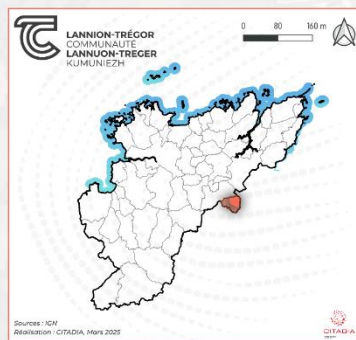 LANNION-TRÉGOR
COMMUNAUTÉ
LANNUON-TREGER
KUMUNIEZH
0 80 160 m
Sources : IGN
Réalisation : CITADIA, Mars 2025
CITADIA